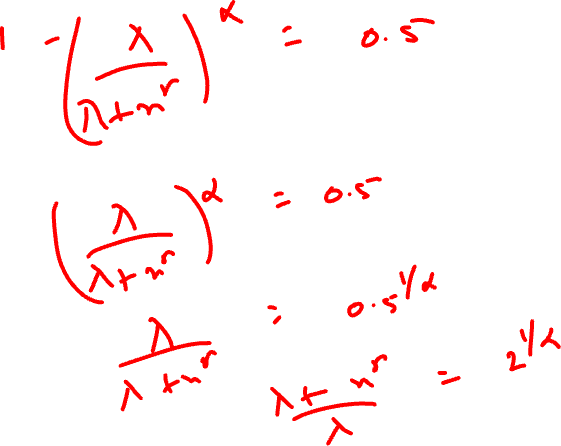 1 - (λ / (λ + x^r))^α = 0.5
(λ / (λ + x^r))^α = 0.5
λ / (λ + x^r) = 0.5^{1/α}
(λ + x^r) / λ = 2^{1/α}